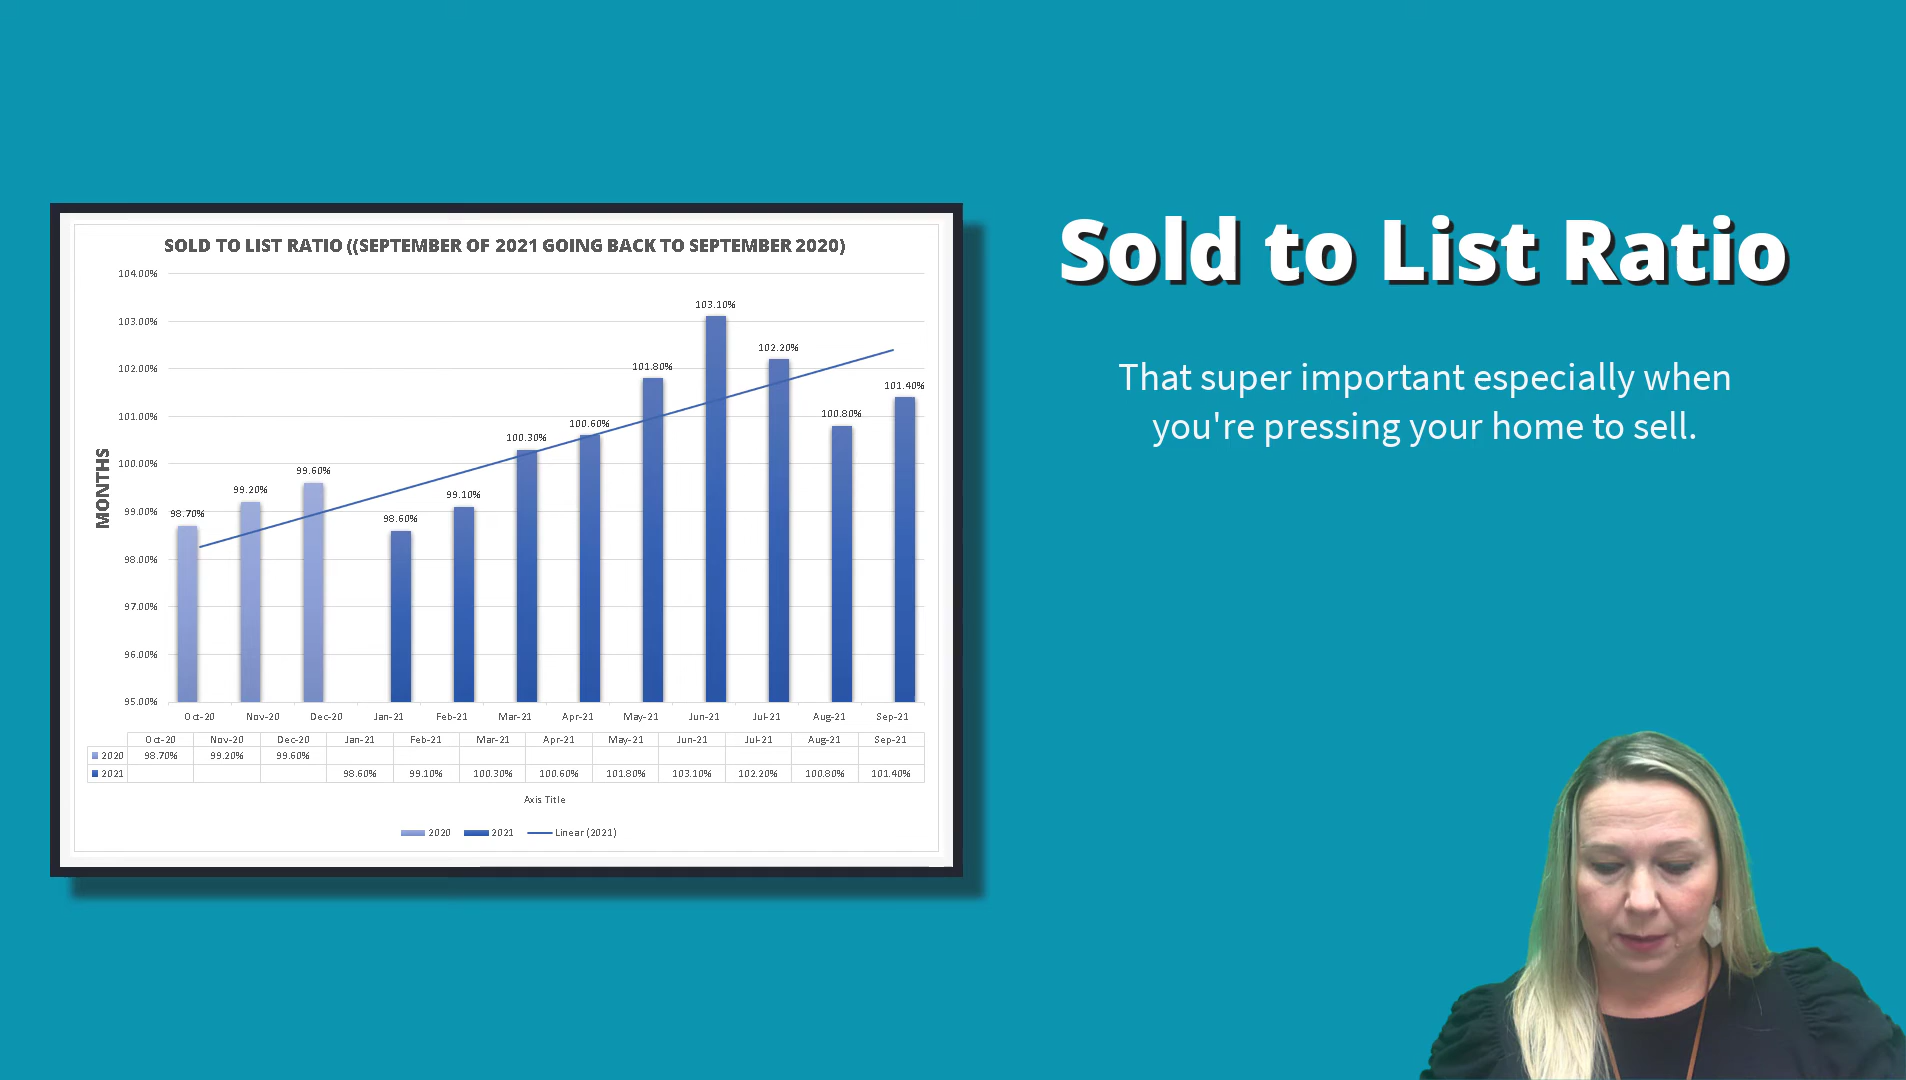 SOLD TO LIST RATIO ((SEPTEMBER OF 2021 GOING BACK TO SEPTEMBER 2020)
104.00%
103.00%
102.00%
101.00%
100.00%
99.00%
98.00%
97.00%
96.00%
95.00%
MONTHS
98.70%
99.20%
99.60%
98.60%
99.10%
100.30%
100.60%
101.80%
103.10%
102.20%
100.80%
101.40%
Oct-20 Nov-20 Dec-20 Jan-21 Feb-21 Mar-21 Apr-21 May-21 Jun-21 Jul-21 Aug-21 Sep-21
Oct-20 Nov-20 Dec-20 Jan-21 Feb-21 Mar-21 Apr-21 May-21 Jun-21 Jul-21 Aug-21 Sep-21
2020 98.70% 99.20% 99.60%
2021 98.60% 99.10% 100.30% 100.60% 101.80% 103.10% 102.20% 100.80% 101.40%
Axis Title
2020 2021 Linear (2021)
Sold to List Ratio
That super important especially when
you're pressing your home to sell.